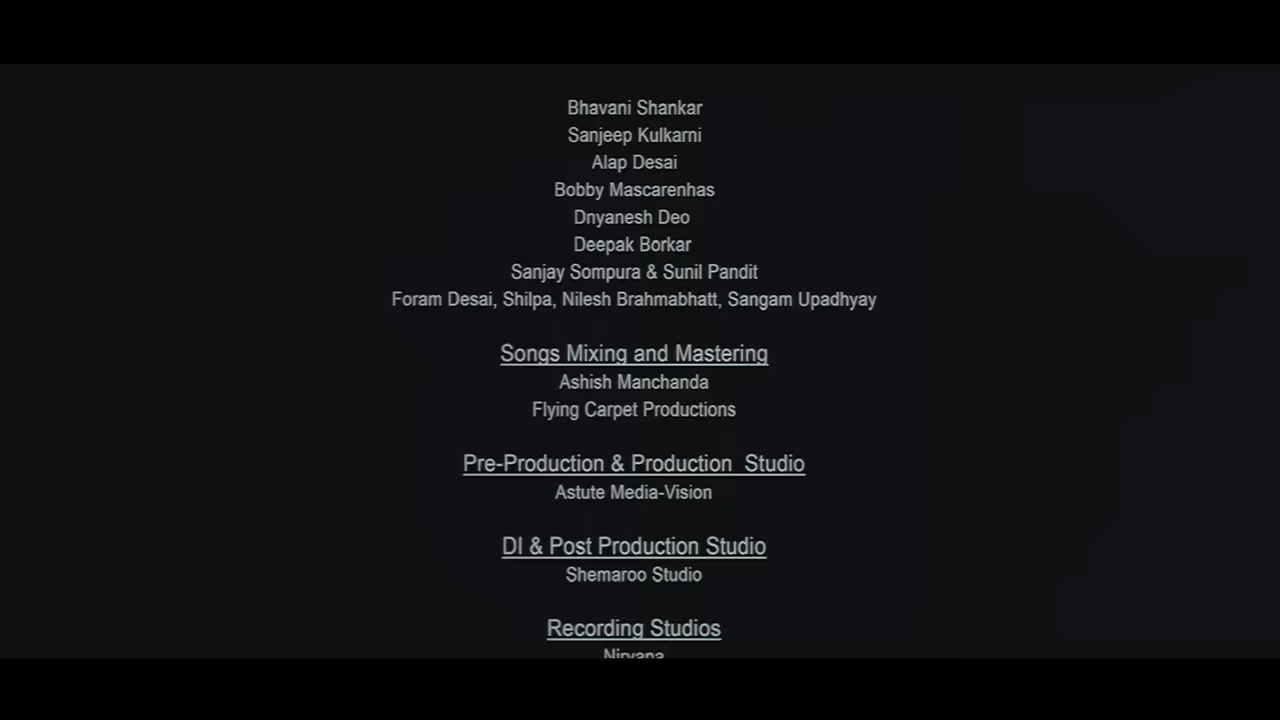 Bhavani Shankar
Sanjeep Kulkarni
Alap Desai
Bobby Mascarenhas
Dnyanesh Deo
Deepak Borkar
Sanjay Sompura & Sunil Pandit
Foram Desai, Shilpa, Nilesh Brahmabhatt, Sangam Upadhyay
Songs Mixing and Mastering
Ashish Manchanda
Flying Carpet Productions
Pre-Production & Production  Studio
Astute Media-Vision
DI & Post Production Studio
Shemaroo Studio
Recording Studios
Nirvana